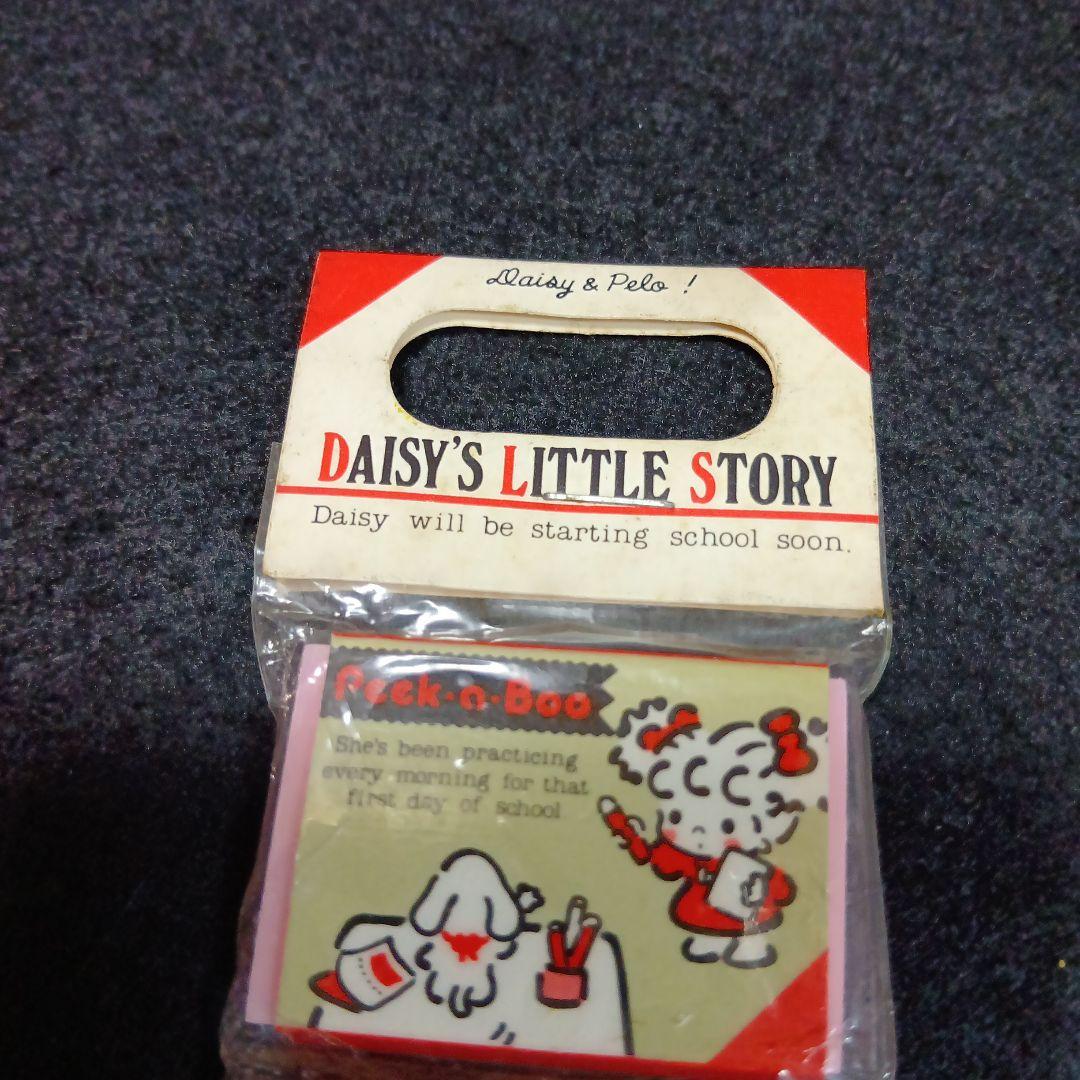 Daisy & Pelo !
DAISY'S LITTLE STORY
Daisy will be starting school soon.
Peek-a-Boo
She's been practicing
every morning for that
first day of school